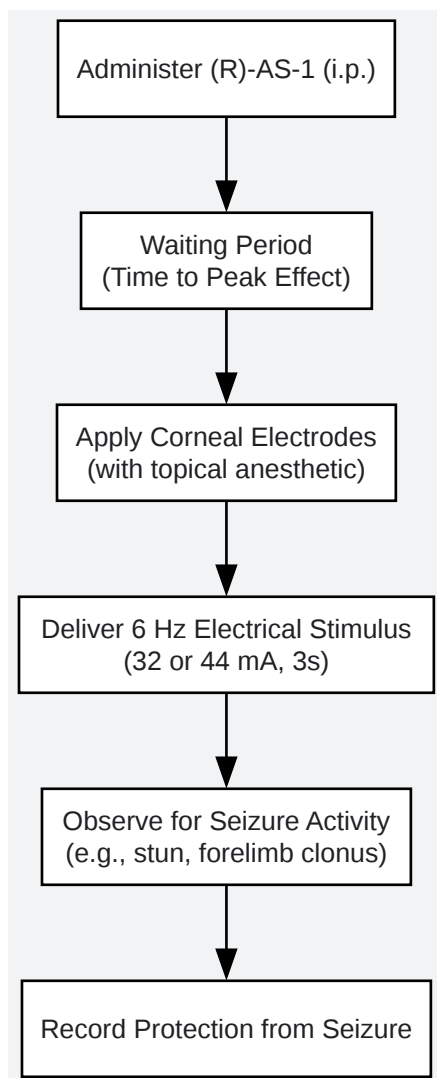 Administer (R)-AS-1 (i.p.)
Waiting Period
(Time to Peak Effect)
Apply Corneal Electrodes
(with topical anesthetic)
Deliver 6 Hz Electrical Stimulus
(32 or 44 mA, 3s)
Observe for Seizure Activity
(e.g., stun, forelimb clonus)
Record Protection from Seizure